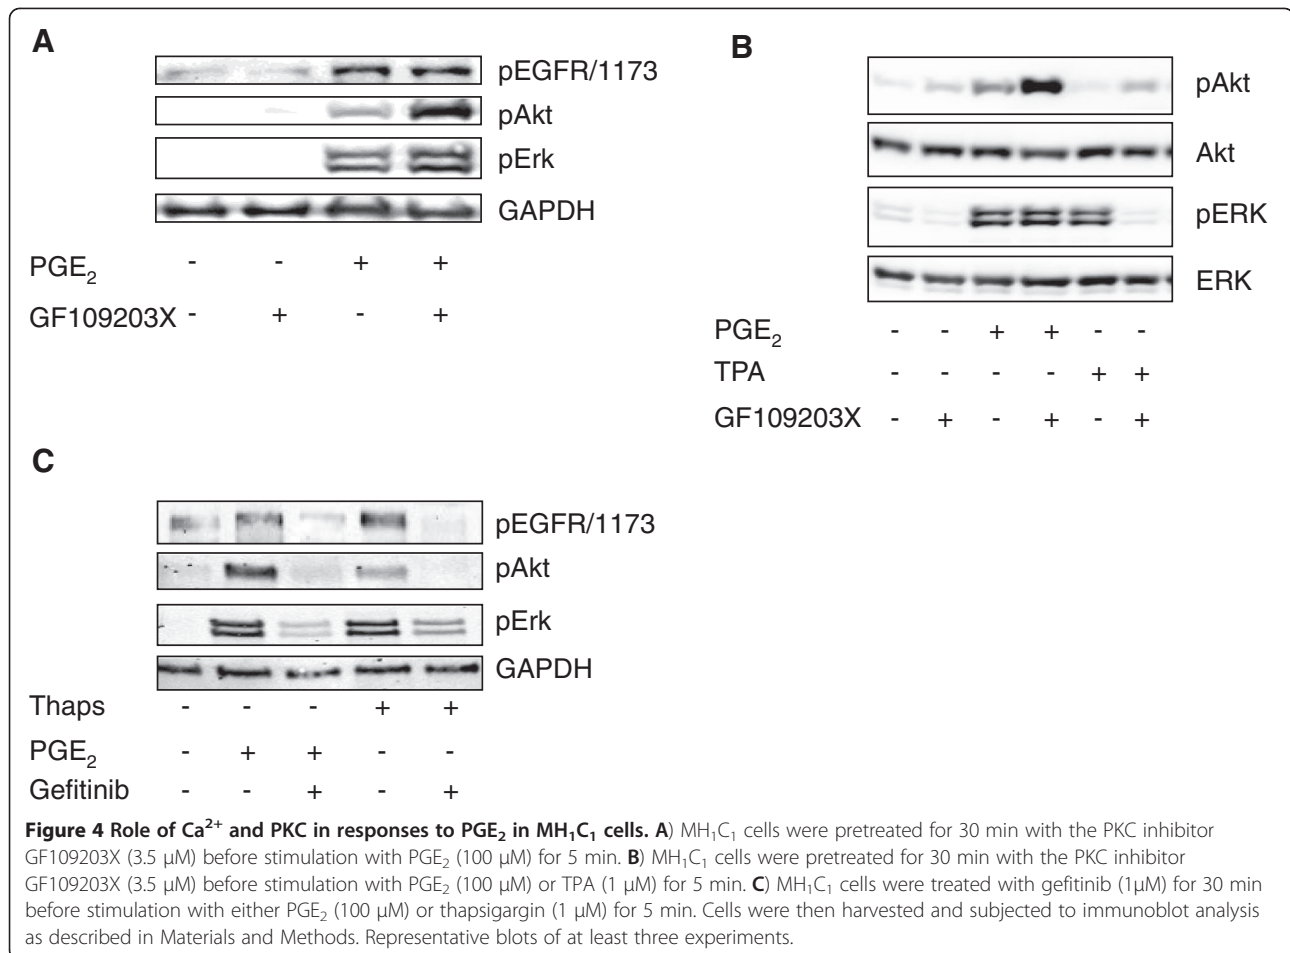 A
pEGFR/1173
pAkt
pErk
GAPDH
PGE₂ - - + +
GF109203X - + - +
B
pAkt
Akt
pERK
ERK
PGE₂ - - + + - -
TPA - - - - + +
GF109203X - + - + - +
C
pEGFR/1173
pAkt
pErk
GAPDH
Thaps - - - + +
PGE₂ - + + - -
Gefitinib - - + - +
Figure 4 Role of Ca²⁺ and PKC in responses to PGE₂ in MH₁C₁ cells. A) MH₁C₁ cells were pretreated for 30 min with the PKC inhibitor
GF109203X (3.5 μM) before stimulation with PGE₂ (100 μM) for 5 min. B) MH₁C₁ cells were pretreated for 30 min with the PKC inhibitor
GF109203X (3.5 μM) before stimulation with PGE₂ (100 μM) or TPA (1 μM) for 5 min. C) MH₁C₁ cells were treated with gefitinib (1μM) for 30 min
before stimulation with either PGE₂ (100 μM) or thapsigargin (1 μM) for 5 min. Cells were then harvested and subjected to immunoblot analysis
as described in Materials and Methods. Representative blots of at least three experiments.